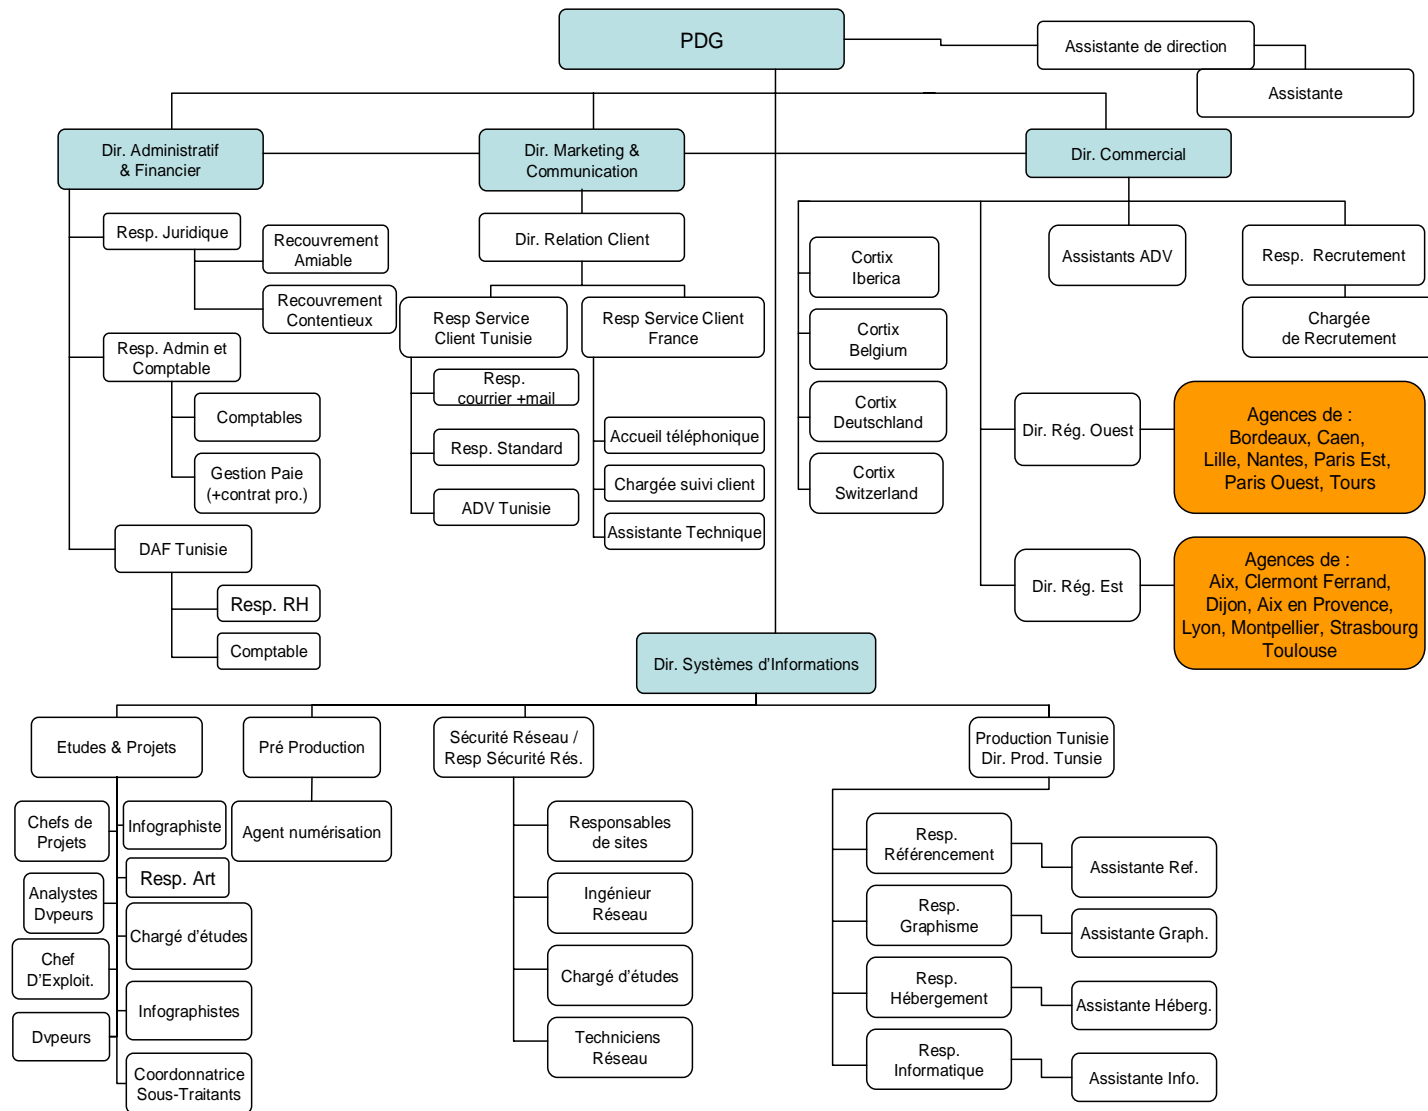 PDG
Assistante de direction
Assistante
Dir. Administratif
& Financier
Dir. Marketing &
Communication
Dir. Commercial
Resp. Juridique
Recouvrement
Amiable
Recouvrement
Contentieux
Resp. Admin et
Comptable
Comptables
Gestion Paie
(+contrat pro.)
DAF Tunisie
Resp. RH
Comptable
Dir. Relation Client
Resp Service
Client Tunisie
Resp.
courrier +mail
Resp. Standard
ADV Tunisie
Resp Service Client
France
Accueil téléphonique
Chargée suivi client
Assistante Technique
Cortix
Iberica
Cortix
Belgium
Cortix
Deutschland
Cortix
Switzerland
Assistants ADV
Resp. Recrutement
Chargée
de Recrutement
Dir. Rég. Ouest
Agences de :
Bordeaux, Caen,
Lille, Nantes, Paris Est,
Paris Ouest, Tours
Dir. Rég. Est
Agences de :
Aix, Clermont Ferrand,
Dijon, Aix en Provence,
Lyon, Montpellier, Strasbourg
Toulouse
Dir. Systèmes d'Informations
Etudes & Projets
Chefs de
Projets
Infographiste
Resp. Art
Analystes
Dvpeurs
Chargé d'études
Chef
D'Exploit.
Infographistes
Dvpeurs
Coordonnatrice
Sous-Traitants
Pré Production
Agent numérisation
Sécurité Réseau /
Resp Sécurité Rés.
Responsables
de sites
Ingénieur
Réseau
Chargé d'études
Techniciens
Réseau
Production Tunisie
Dir. Prod. Tunsie
Resp.
Référencement
Assistante Ref.
Resp.
Graphisme
Assistante Graph.
Resp.
Hébergement
Assistante Héberg.
Resp.
Informatique
Assistante Info.